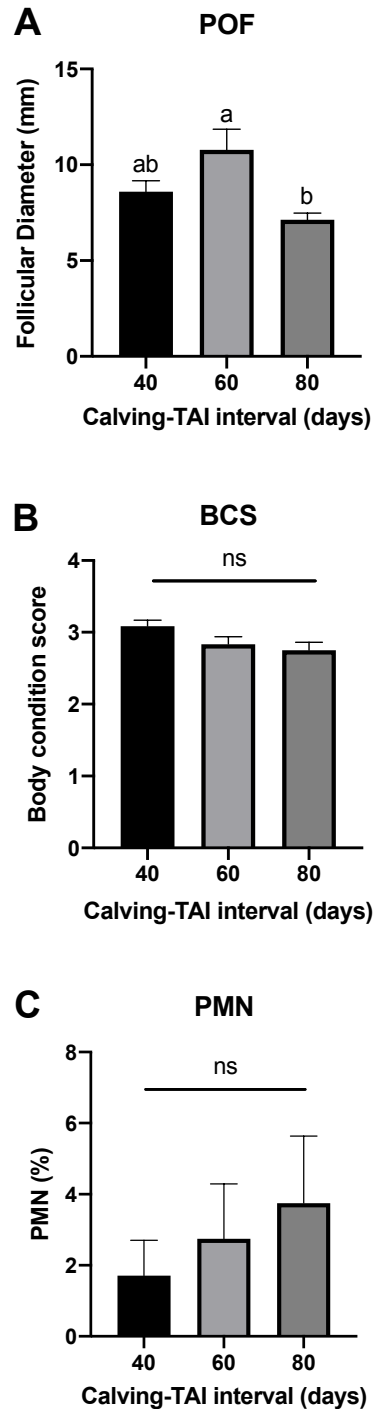 A
POF
Follicular Diameter (mm)
15
10
5
0
ab
a
b
40 60 80
Calving-TAI interval (days)
B
BCS
Body condition score
4
3
2
1
0
ns
40 60 80
Calving-TAI interval (days)
C
PMN
PMN (%)
8
6
4
2
0
ns
40 60 80
Calving-TAI interval (days)